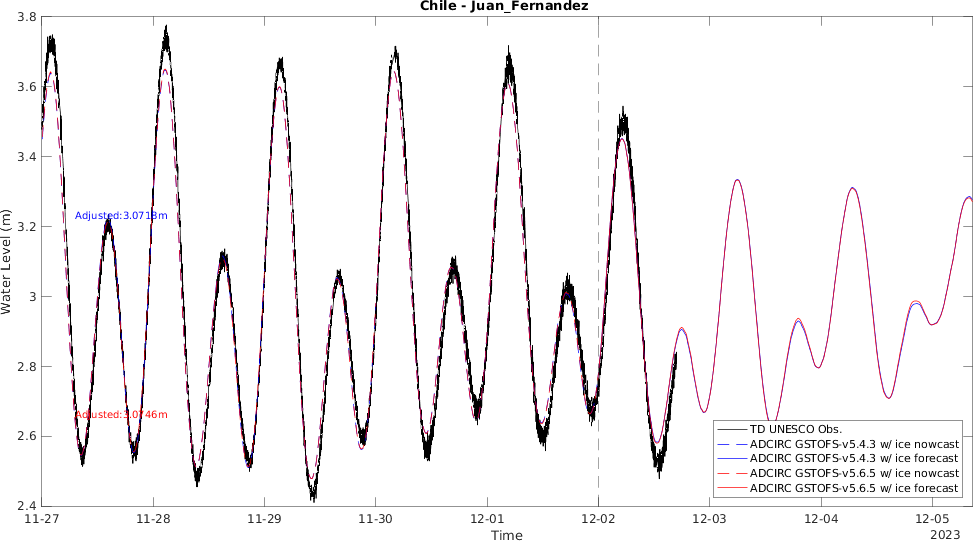 Chile - Juan_Fernandez
3.8
3.6
3.4
3.2
3
2.8
2.6
2.4
Water Level (m)
Adjusted:3.0718m
Adjusted:3.0746m
TD UNESCO Obs.
ADCIRC GSTOFS-v5.4.3 w/ ice nowcast
ADCIRC GSTOFS-v5.4.3 w/ ice forecast
ADCIRC GSTOFS-v5.6.5 w/ ice nowcast
ADCIRC GSTOFS-v5.6.5 w/ ice forecast
11-27 11-28 11-29 11-30 12-01 12-02 12-03 12-04 12-05
Time
2023